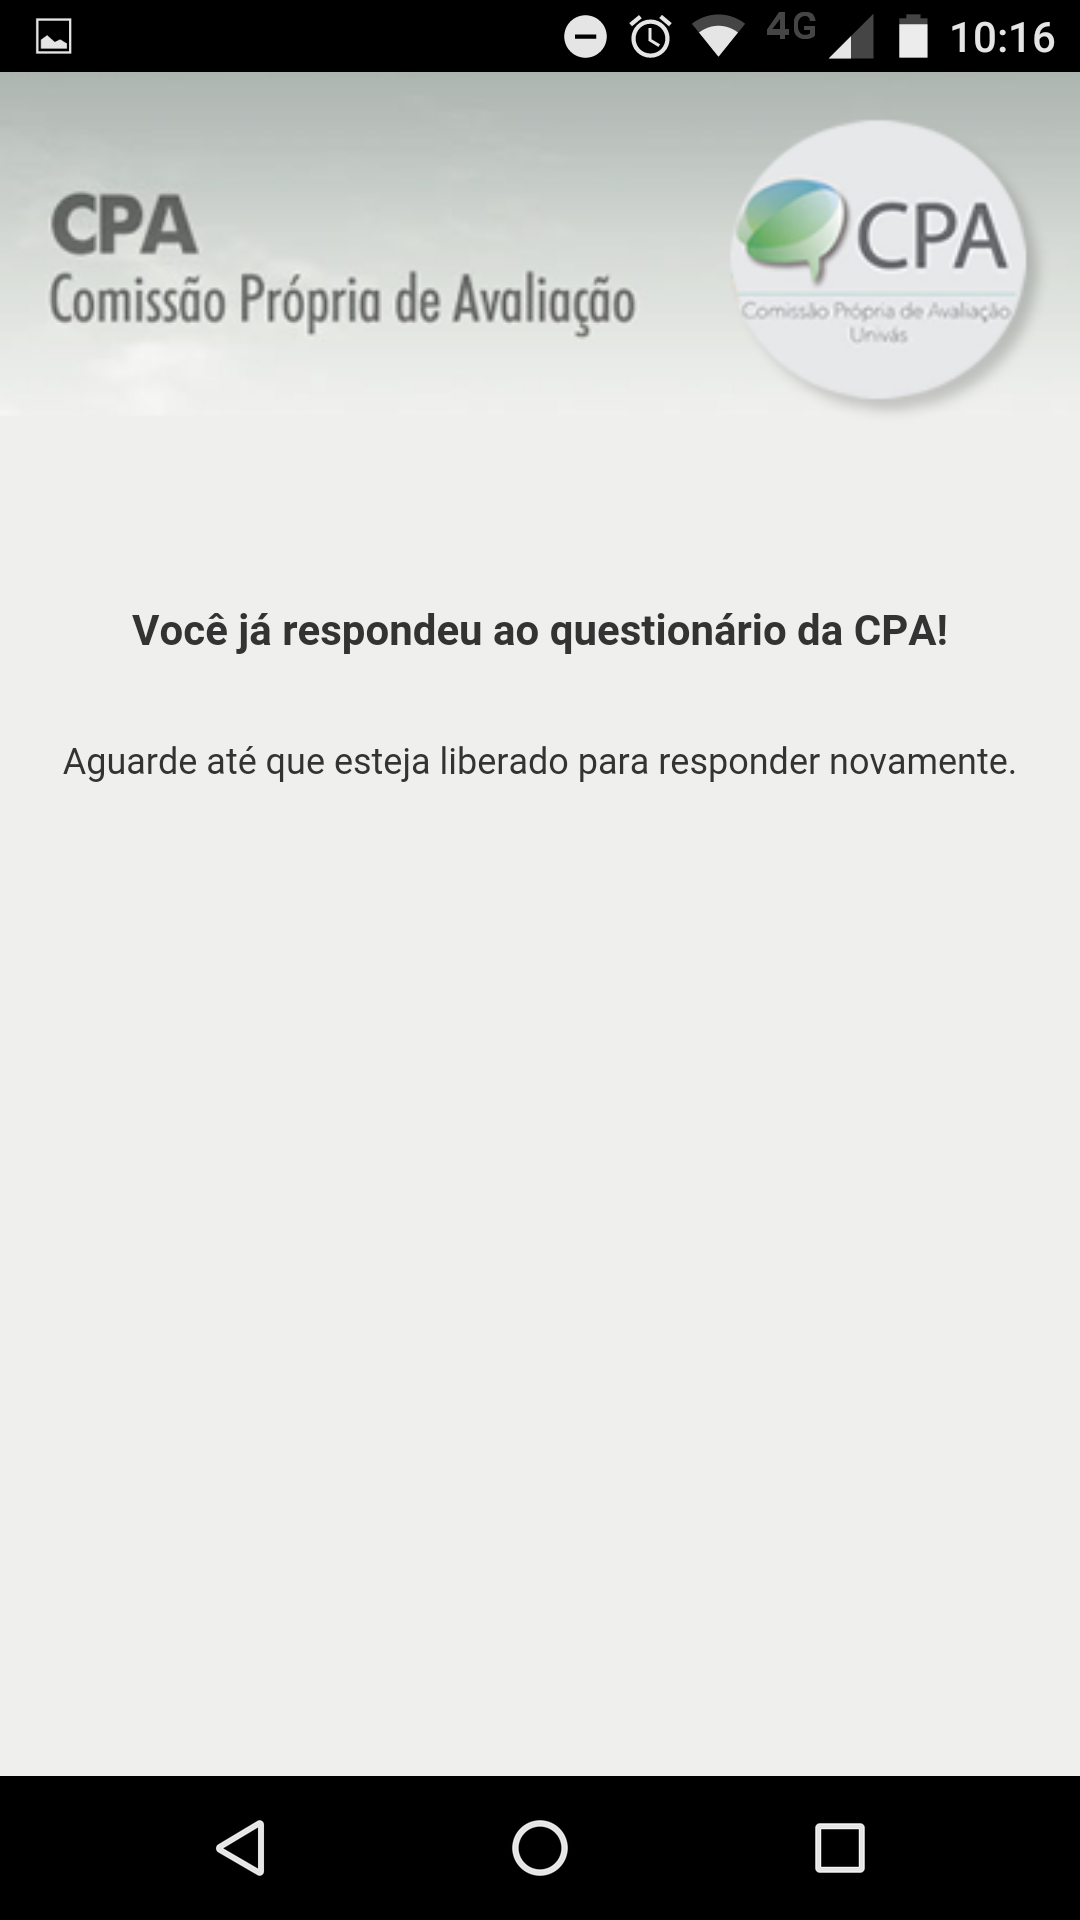 4G 10:16
CPA
Comissão Própria de Avaliação
CPA
Comissão Própria de Avaliação
Univás
Você já respondeu ao questionário da CPA!
Aguarde até que esteja liberado para responder novamente.